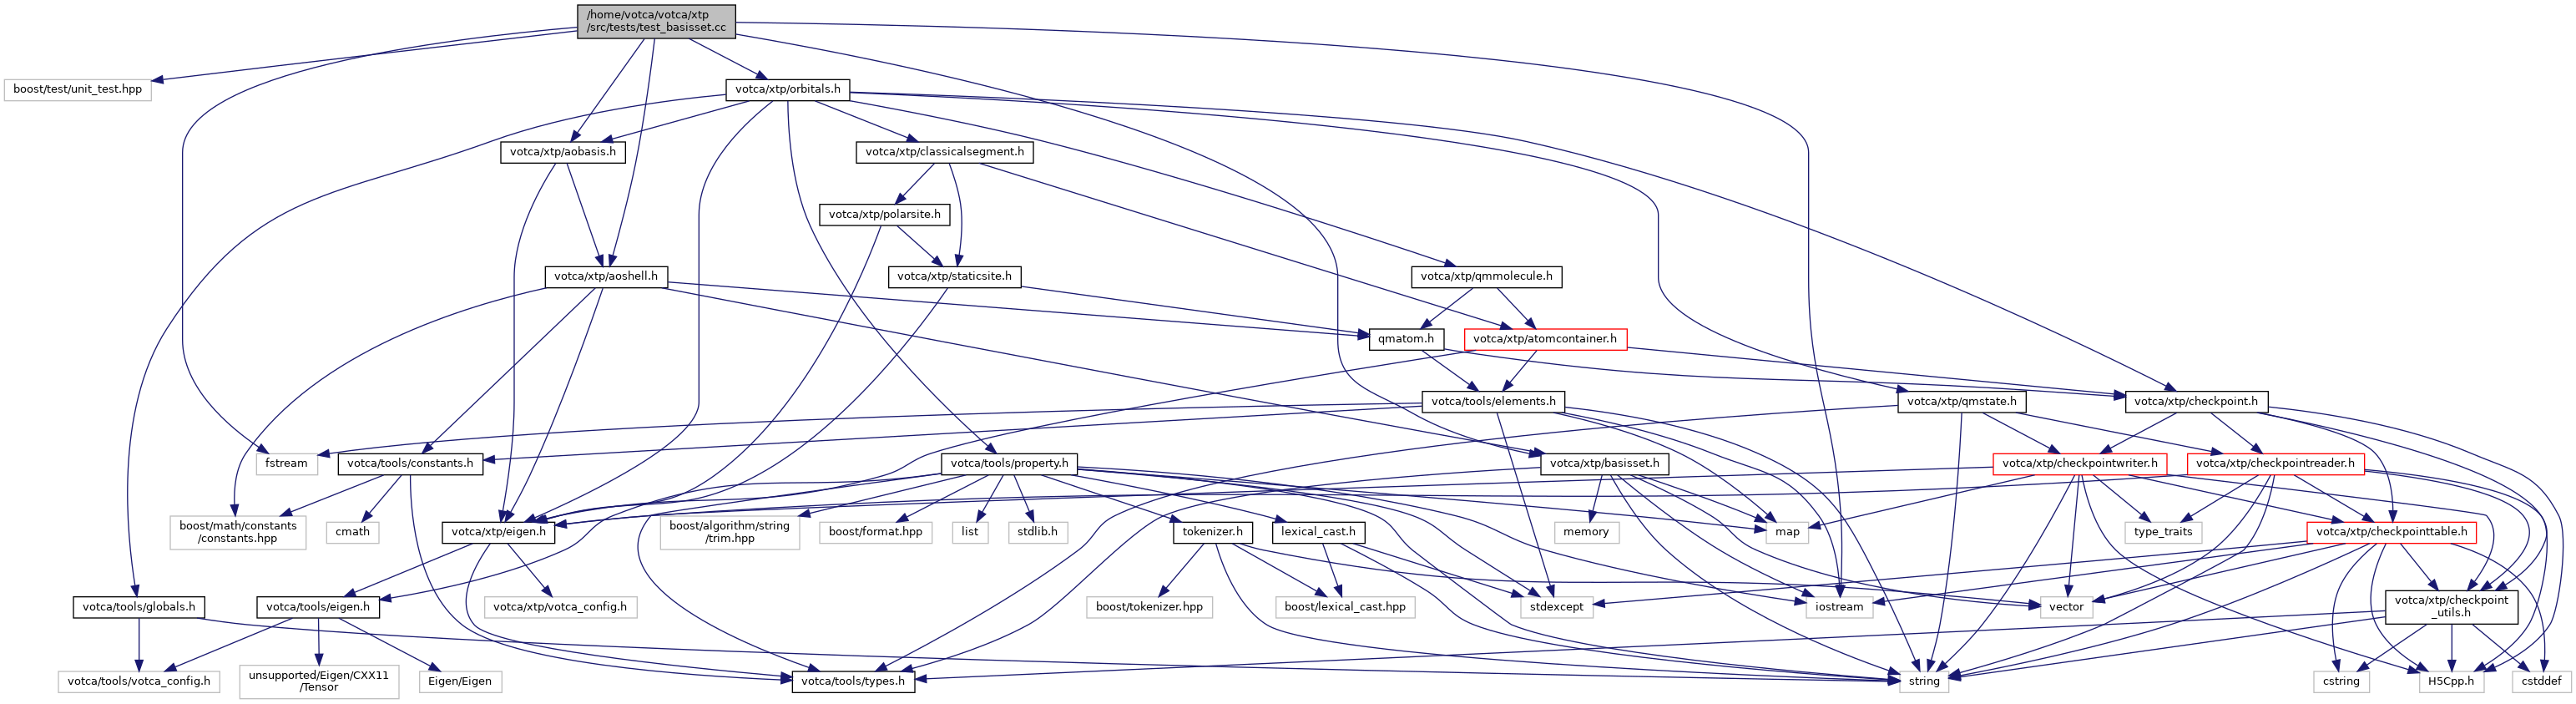 /home/votca/votca/xtp
/src/tests/test_basisset.cc
boost/test/unit_test.hpp
votca/xtp/orbitals.h
votca/xtp/aobasis.h
votca/xtp/classicalsegment.h
votca/xtp/polarsite.h
votca/xtp/aoshell.h
votca/xtp/staticsite.h
votca/xtp/qmmolecule.h
qmatom.h
votca/xtp/atomcontainer.h
votca/tools/elements.h
votca/xtp/qmstate.h
votca/xtp/checkpoint.h
fstream
votca/tools/constants.h
votca/tools/property.h
votca/xtp/basisset.h
votca/xtp/checkpointwriter.h
votca/xtp/checkpointreader.h
boost/math/constants
/constants.hpp
cmath
votca/xtp/eigen.h
boost/algorithm/string
/trim.hpp
boost/format.hpp
list
stdlib.h
tokenizer.h
lexical_cast.h
memory
map
type_traits
votca/xtp/checkpointtable.h
votca/tools/globals.h
votca/tools/eigen.h
votca/xtp/votca_config.h
boost/tokenizer.hpp
boost/lexical_cast.hpp
stdexcept
iostream
vector
votca/xtp/checkpoint
_utils.h
votca/tools/votca_config.h
unsupported/Eigen/CXX11
/Tensor
Eigen/Eigen
votca/tools/types.h
string
cstring
H5Cpp.h
cstddef